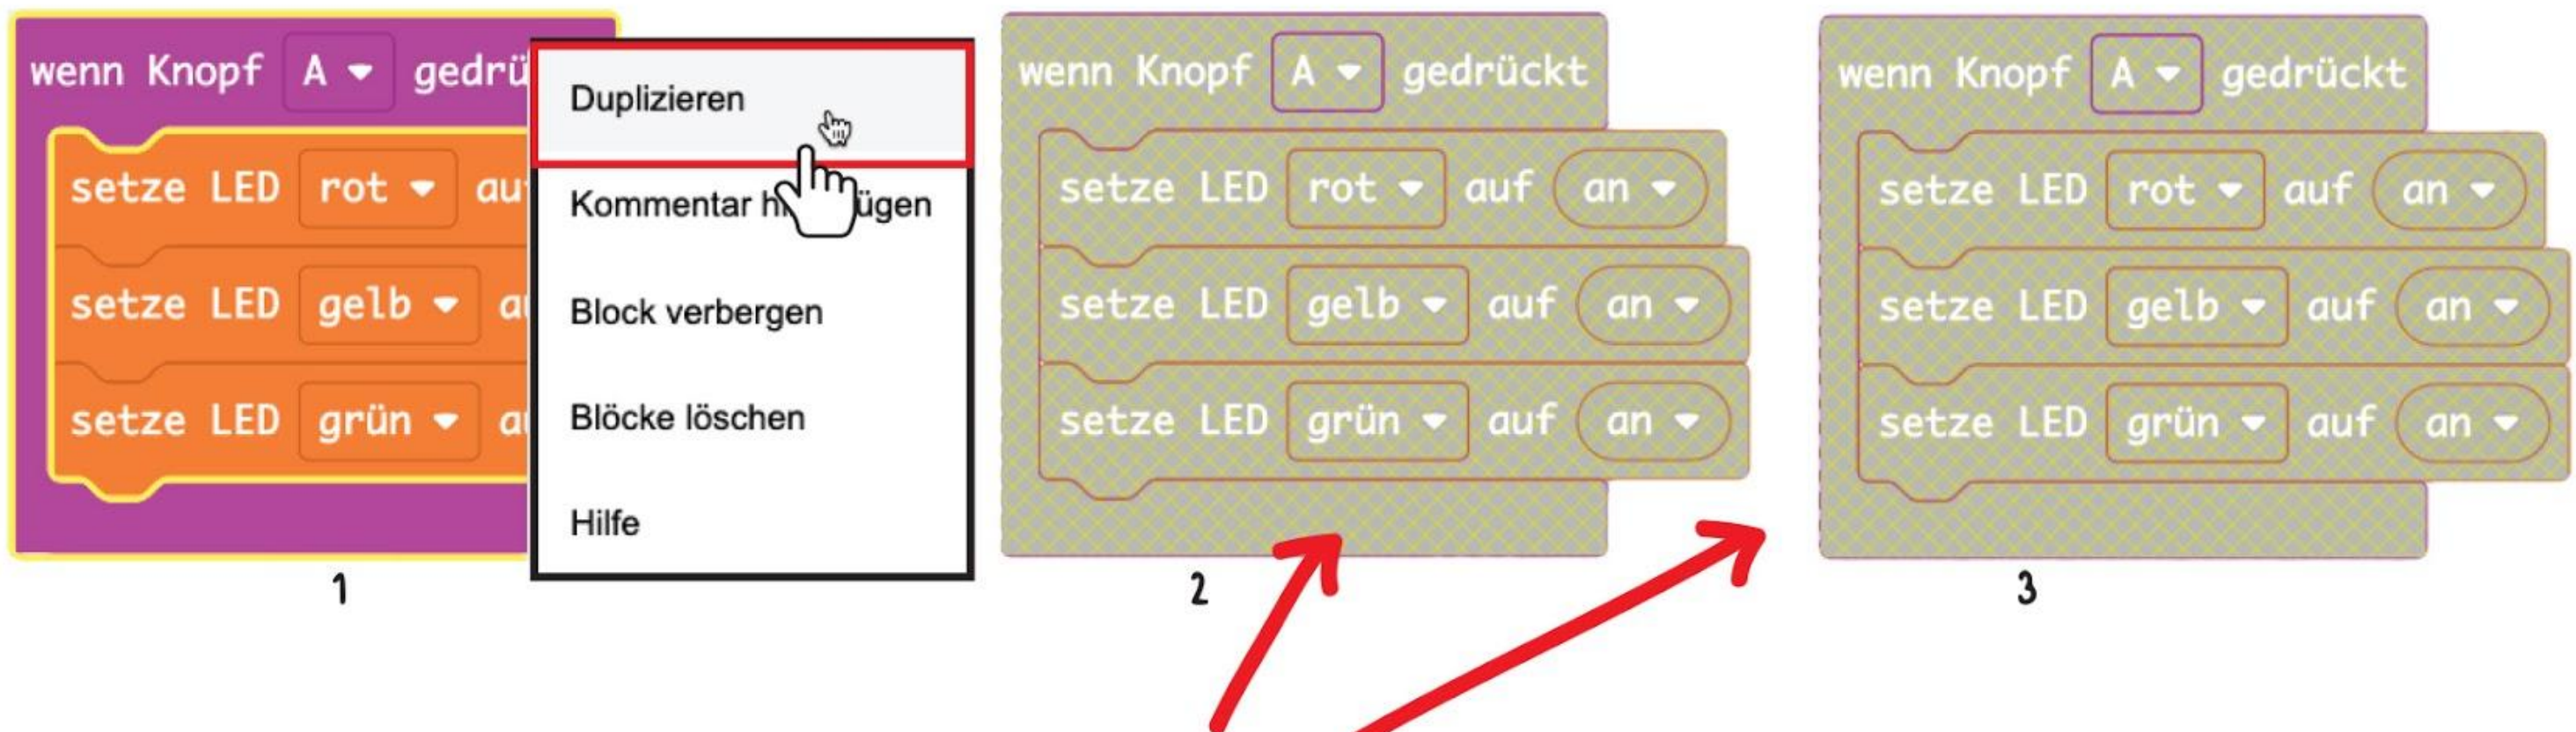 wenn Knopf A gedrü
setze LED rot au
setze LED gelb a
setze LED grün a
1
Duplizieren
Kommentar h ügen
Block verbergen
Blöcke löschen
Hilfe
wenn Knopf A gedrückt
setze LED rot auf an
setze LED gelb auf an
setze LED grün auf an
2
wenn Knopf A gedrückt
setze LED rot auf an
setze LED gelb auf an
setze LED grün auf an
3